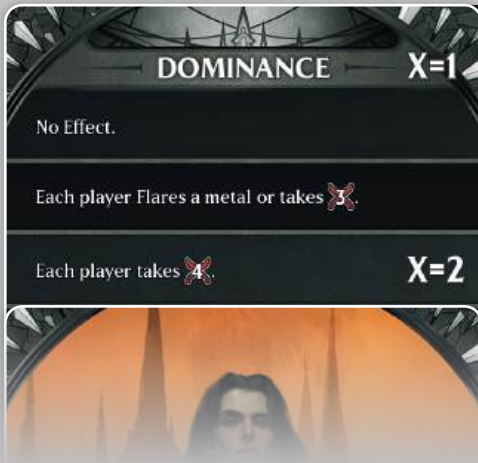 DOMINANCE X=1
No Effect.
Each player Flares a metal or takes 3.
Each player takes 4. X=2